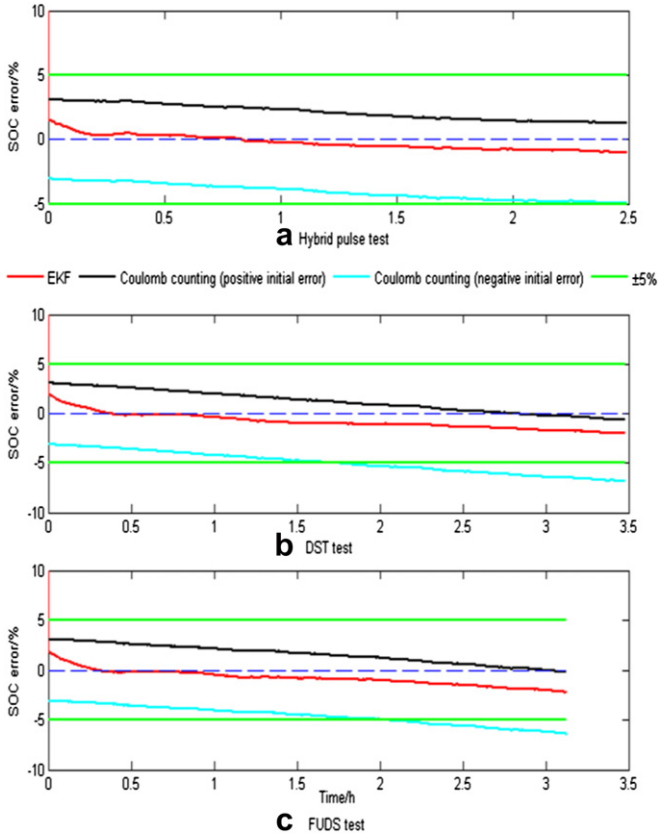 10
5
0
-5
SOC error/%
0 0.5 1 1.5 2 2.5
a Hybrid pulse test
EKF Coulomb counting (positive initial error) Coulomb counting (negative initial error) ±5%
10
5
0
-5
-10
SOC error/%
0 0.5 1 1.5 2 2.5 3 3.5
b DST test
10
5
0
-5
-10
SOC error/%
0 0.5 1 1.5 2 2.5 3 3.5
Time/h
c FUDS test